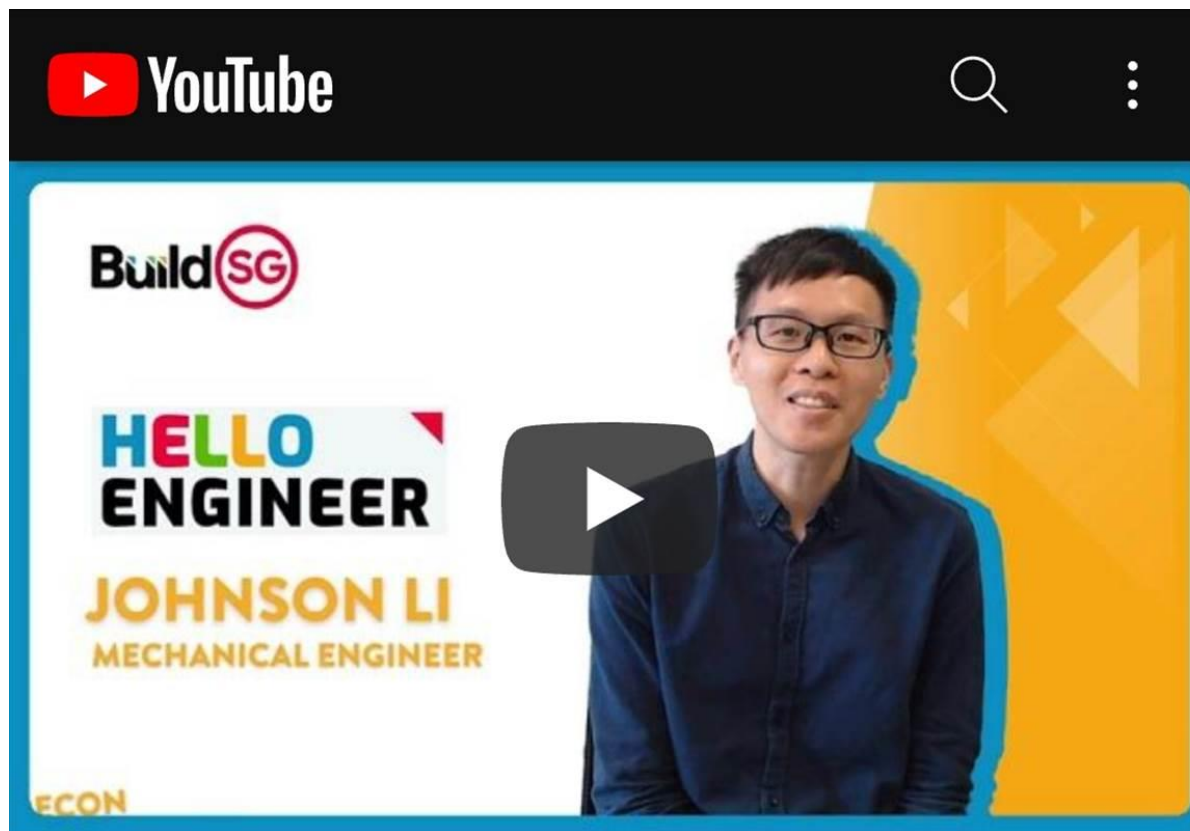 YouTube
BuildSG
HELLO
ENGINEER
JOHNSON LI
MECHANICAL ENGINEER
ECON